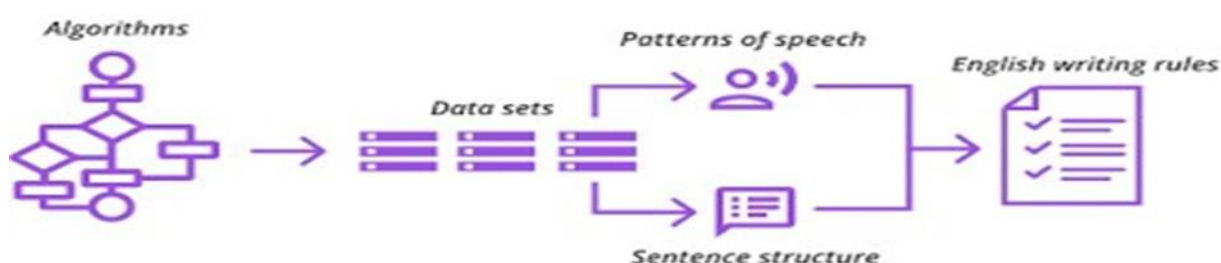 Algorithms
Data sets
Patterns of speech
Sentence structure
English writing rules